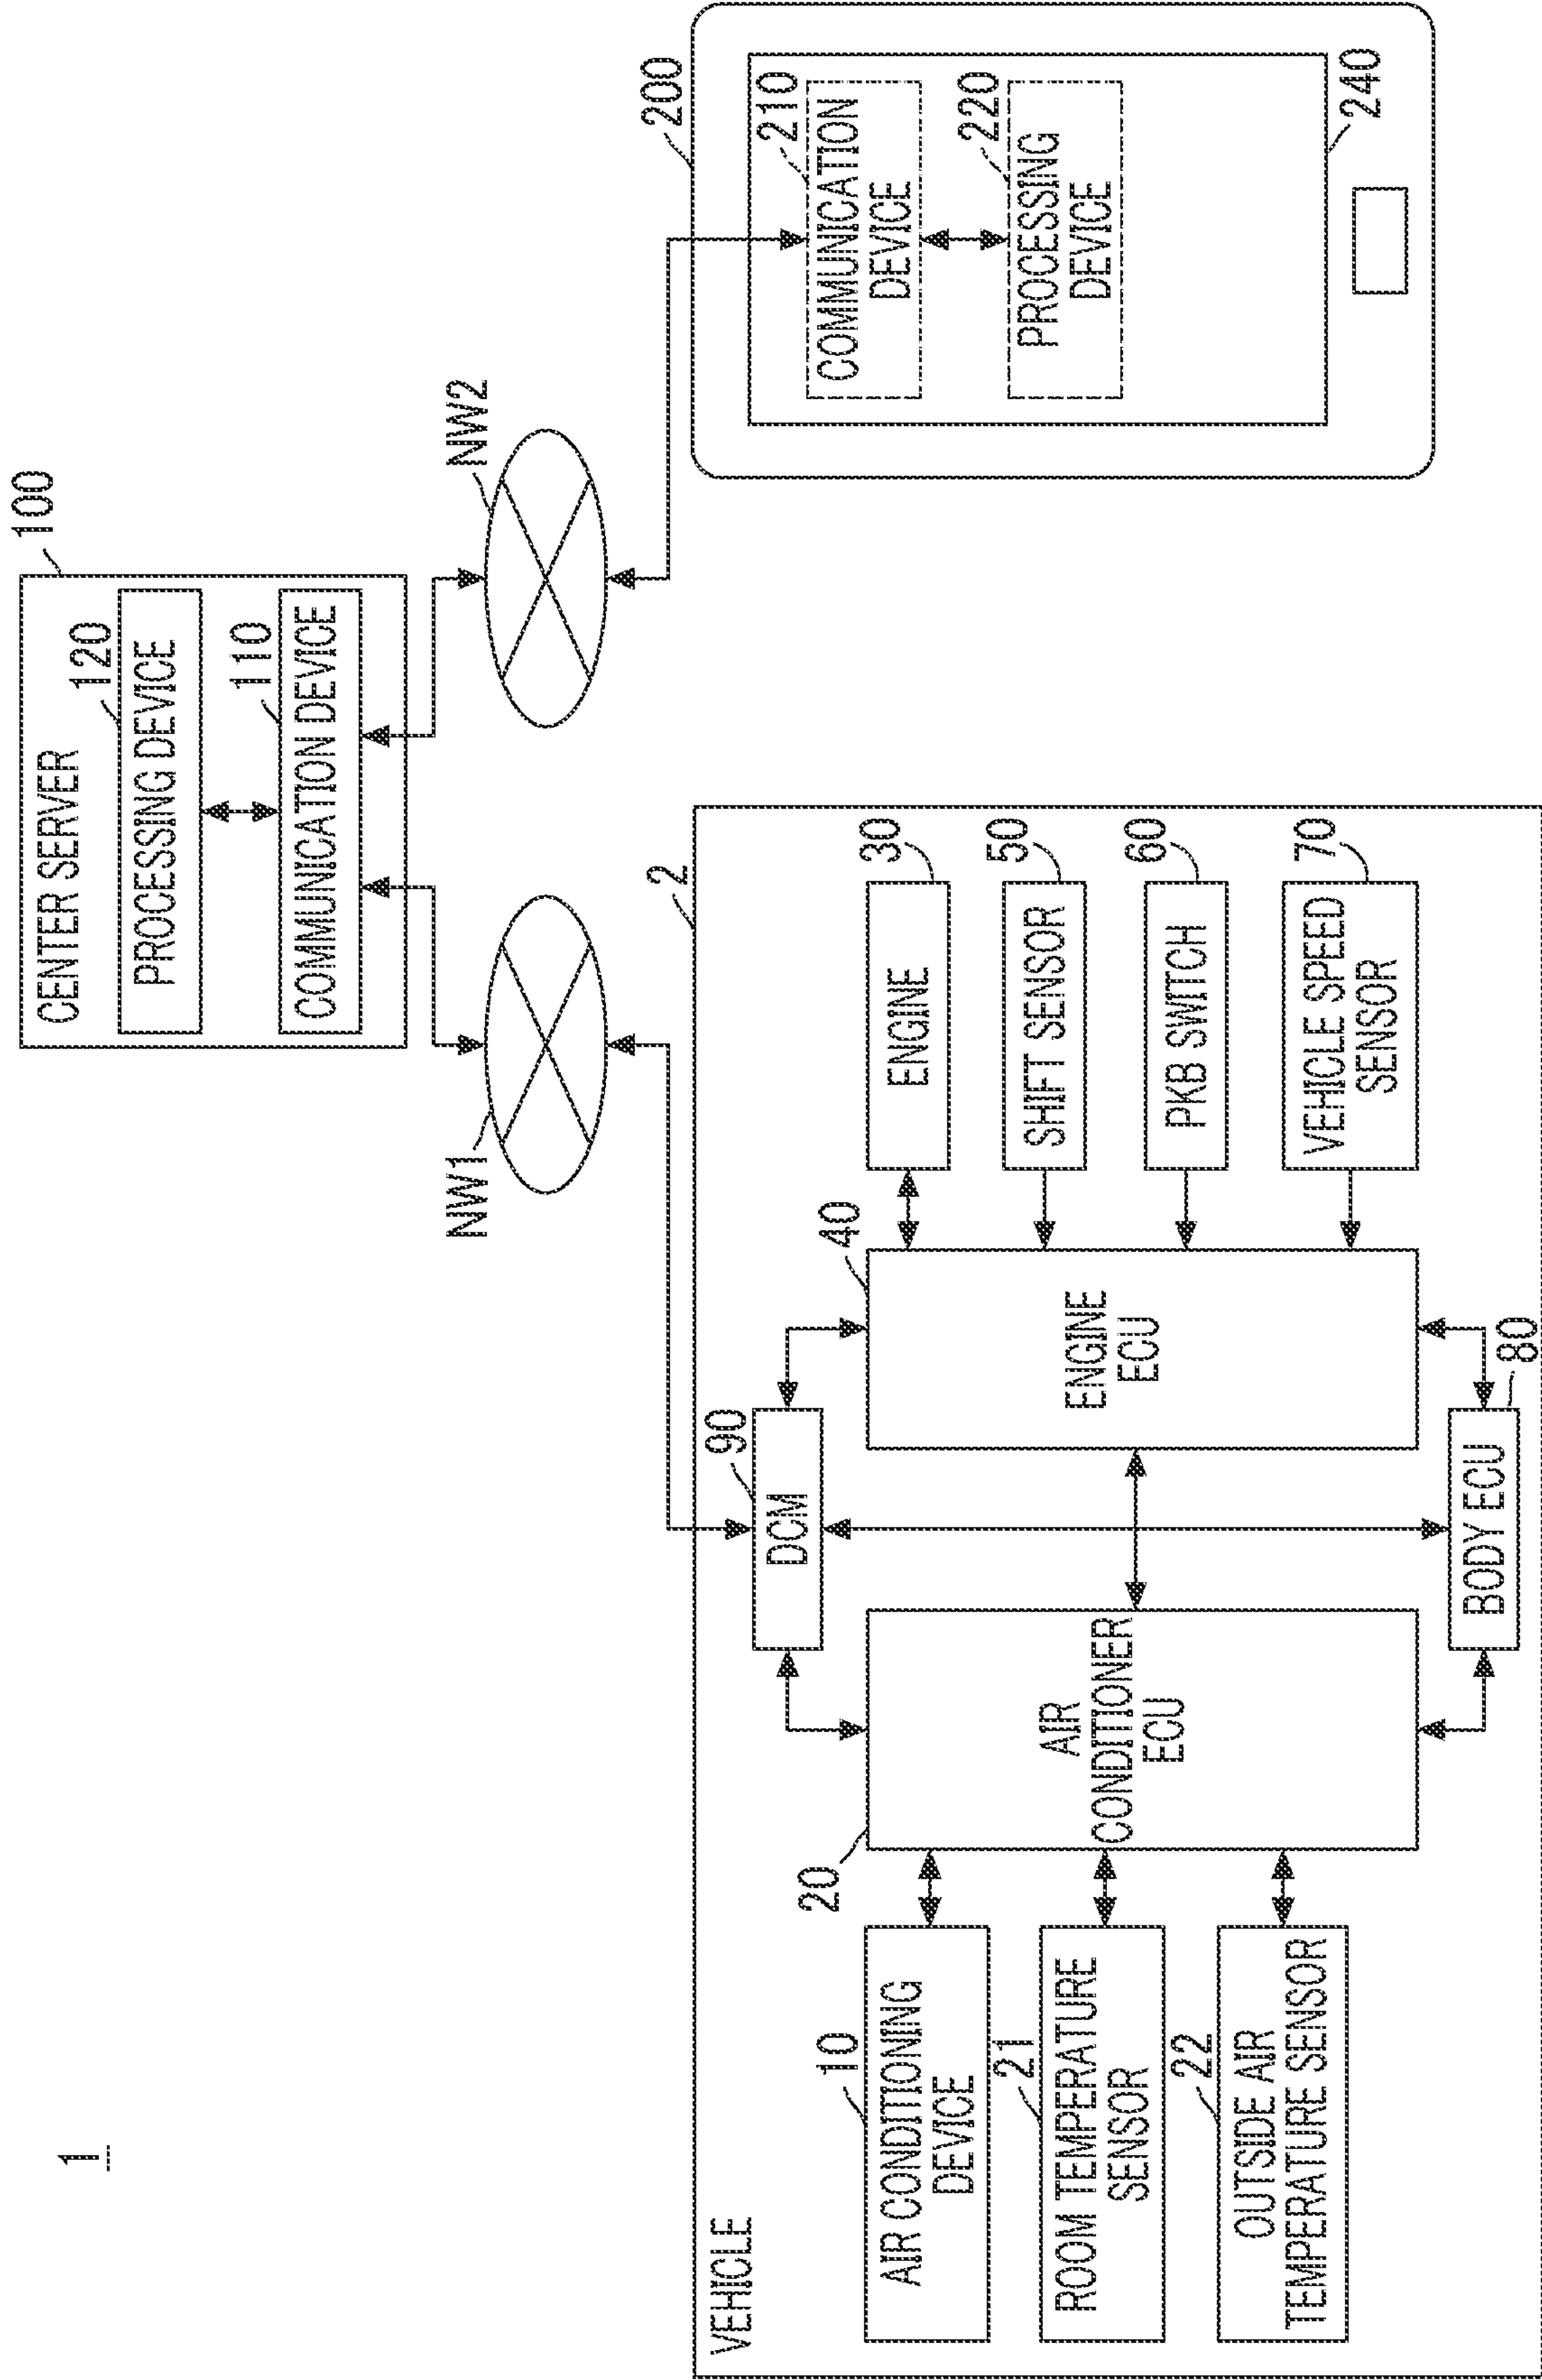 1
100
CENTER SERVER
120
PROCESSING DEVICE
110
COMMUNICATION DEVICE
NW1
NW2
VEHICLE
2
90
DCM
10
AIR CONDITIONING
DEVICE
21
ROOM TEMPERATURE
SENSOR
22
OUTSIDE AIR
TEMPERATURE SENSOR
20
AIR
CONDITIONER
ECU
40
ENGINE
ECU
30
ENGINE
50
SHIFT SENSOR
60
PKB SWITCH
70
VEHICLE SPEED
SENSOR
BODY ECU
80
200
210
COMMUNICATION
DEVICE
220
PROCESSING
DEVICE
240